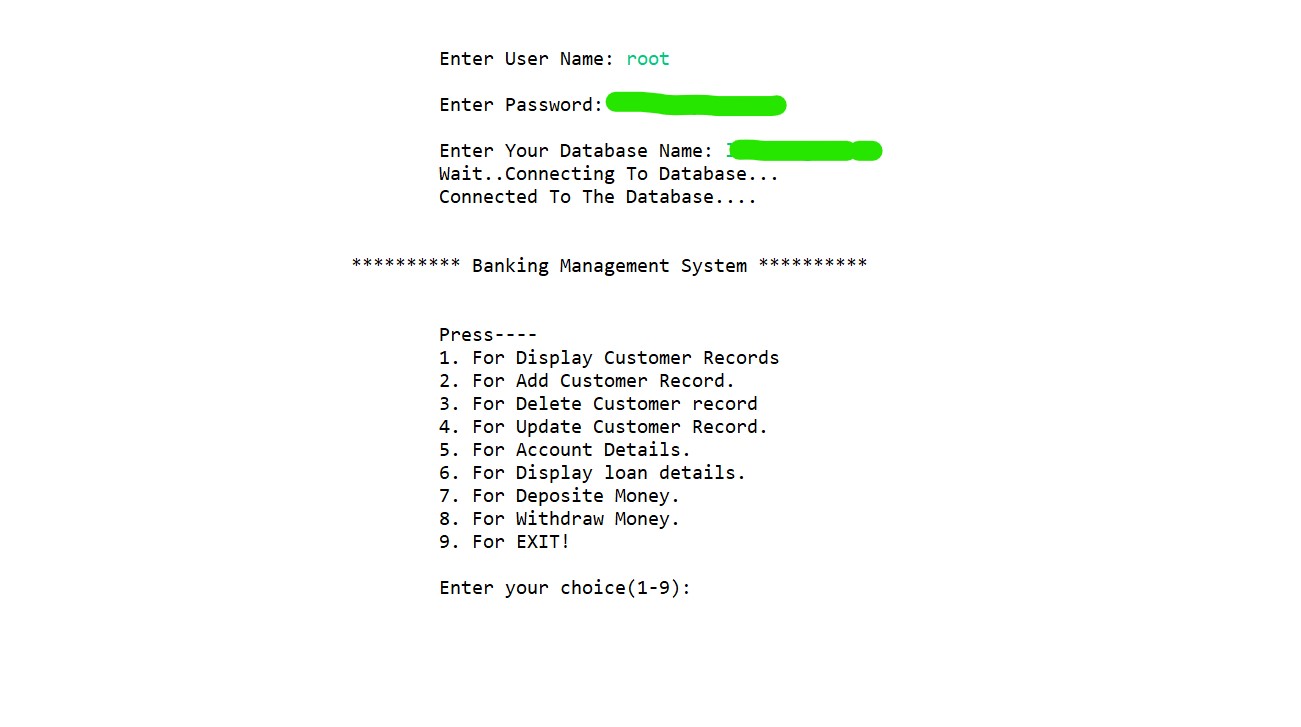 Enter User Name: root
Enter Password:
Enter Your Database Name:
Wait..Connecting To Database...
Connected To The Database....
********** Banking Management System **********
Press----
1. For Display Customer Records
2. For Add Customer Record.
3. For Delete Customer record
4. For Update Customer Record.
5. For Account Details.
6. For Display loan details.
7. For Deposite Money.
8. For Withdraw Money.
9. For EXIT!
Enter your choice(1-9):